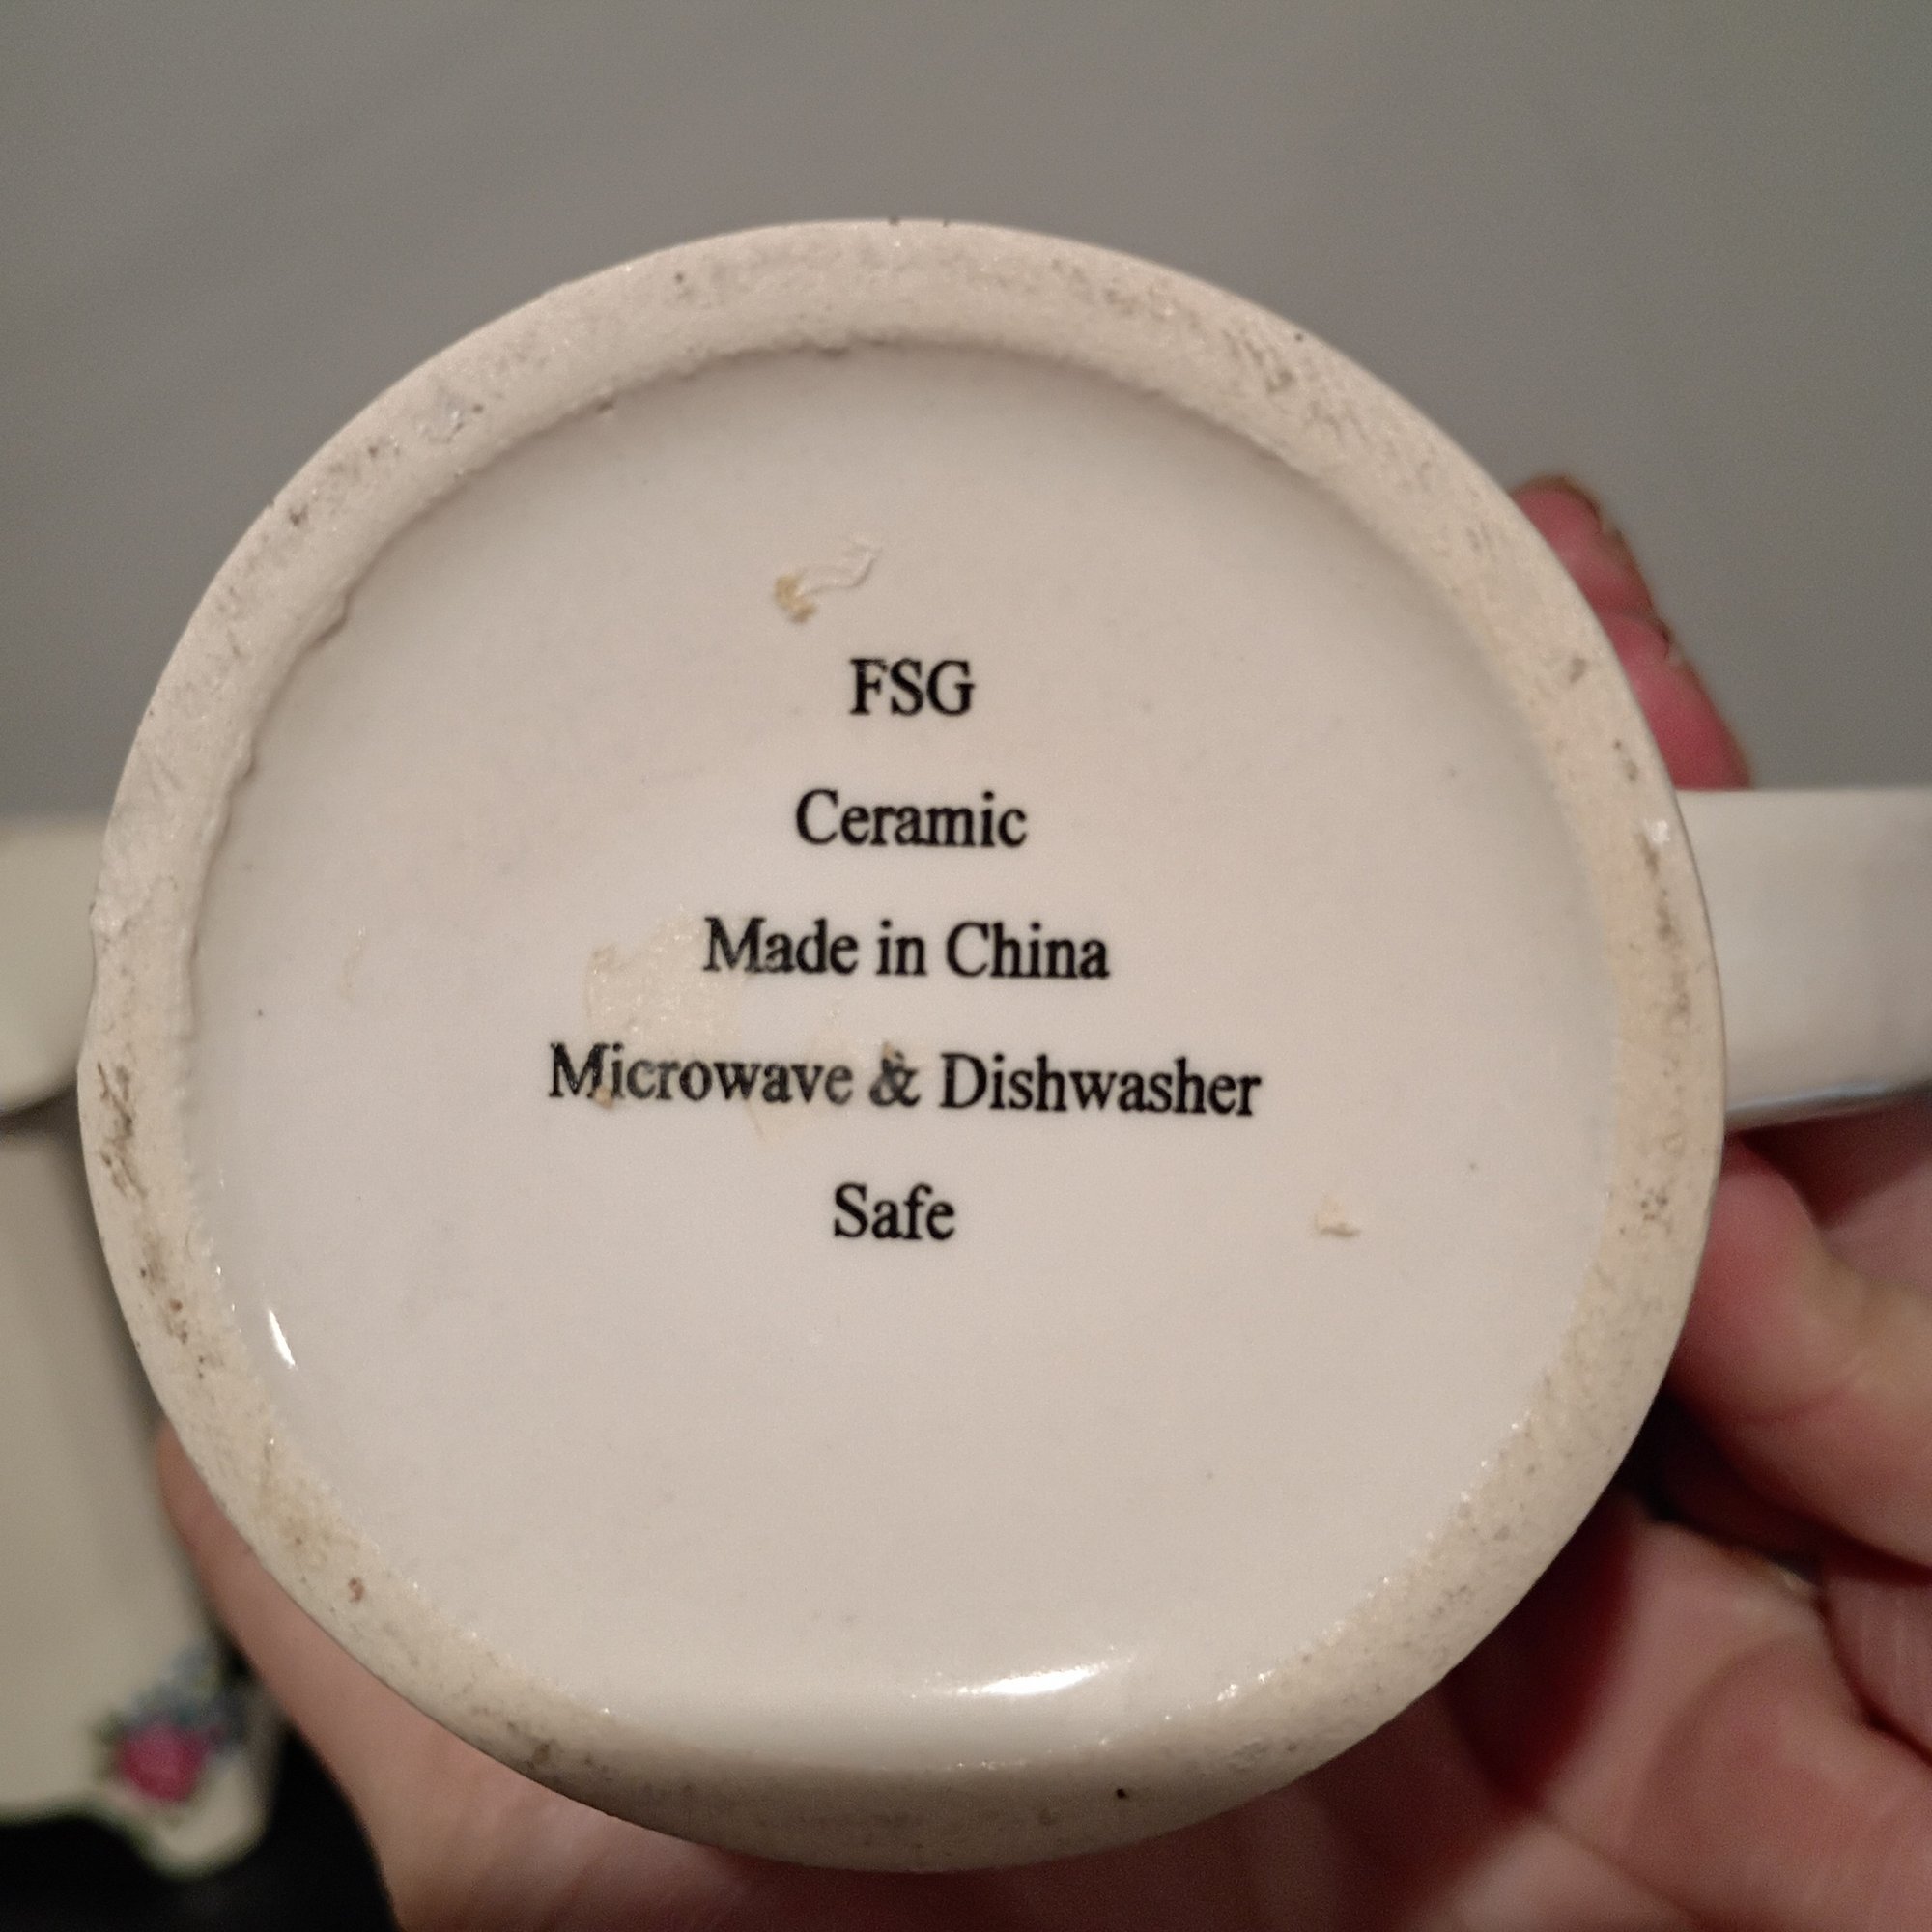 FSG
Ceramic
Made in China
Microwave & Dishwasher
Safe